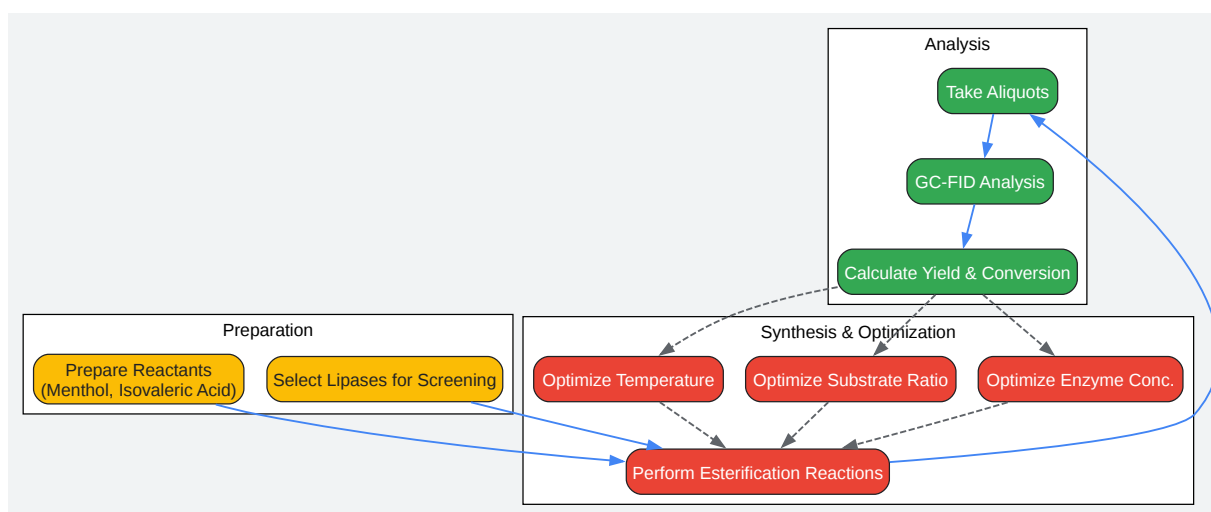 Analysis
Take Aliquots
GC-FID Analysis
Calculate Yield & Conversion
Preparation
Prepare Reactants
(Menthol, Isovaleric Acid)
Select Lipases for Screening
Synthesis & Optimization
Optimize Temperature
Optimize Substrate Ratio
Optimize Enzyme Conc.
Perform Esterification Reactions